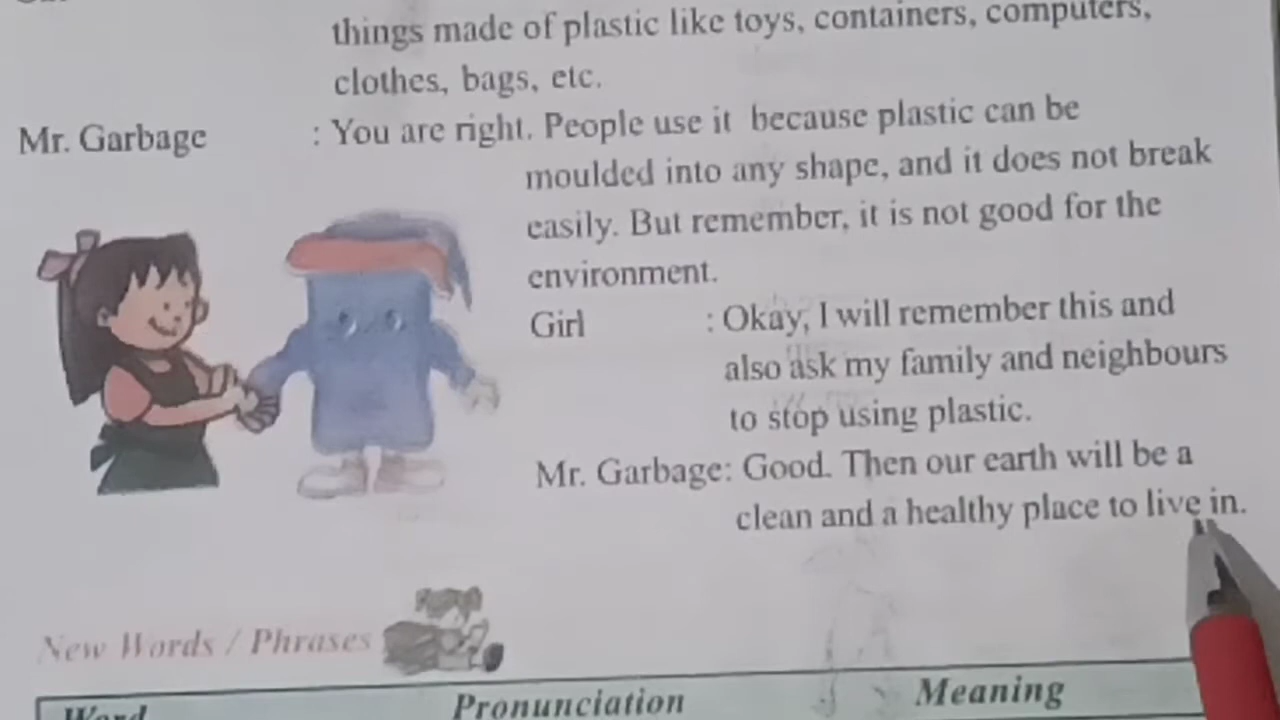 things made of plastic like toys, containers, computers,
clothes, bags, etc.
Mr. Garbage : You are right. People use it because plastic can be
moulded into any shape, and it does not break
easily. But remember, it is not good for the
environment.
Girl : Okay, I will remember this and
also ask my family and neighbours
to stop using plastic.
Mr. Garbage: Good. Then our earth will be a
clean and a healthy place to live in.
New Words / Phrases
Word Pronunciation Meaning